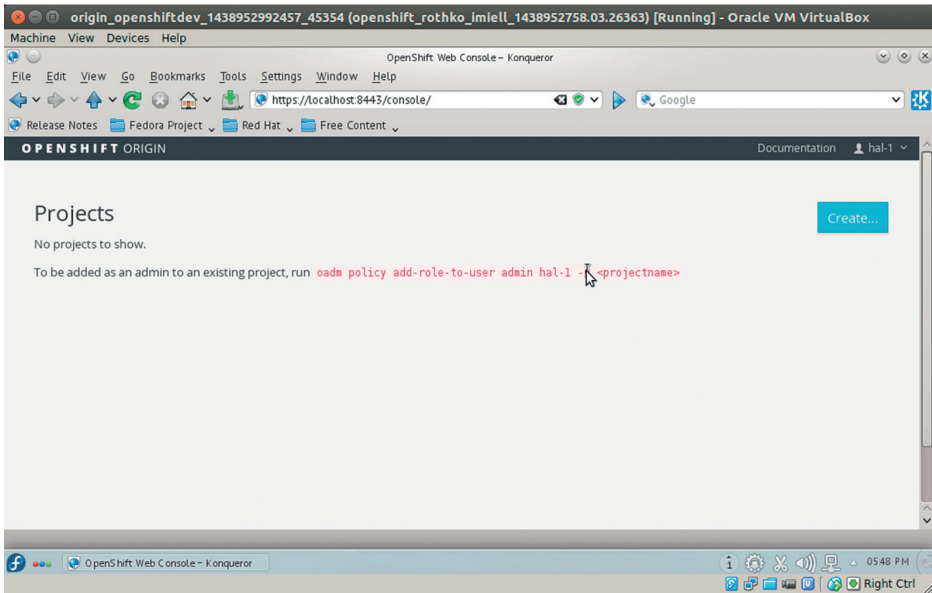 origin_openshiftdev_1438952992457_45354 (openshift_rothko_imiell_1438952758.03.26363) [Running] - Oracle VM VirtualBox
Machine View Devices Help
OpenShift Web Console – Konqueror
File Edit View Go Bookmarks Tools Settings Window Help
https://localhost:8443/console/ Google
Release Notes Fedora Project Red Hat Free Content
OPENSHIFT ORIGIN Documentation hal-1
Projects
Create...
No projects to show.
To be added as an admin to an existing project, run oadm policy add-role-to-user admin hal-1 <projectname>
OpenShift Web Console – Konqueror 05:48 PM
Right Ctrl